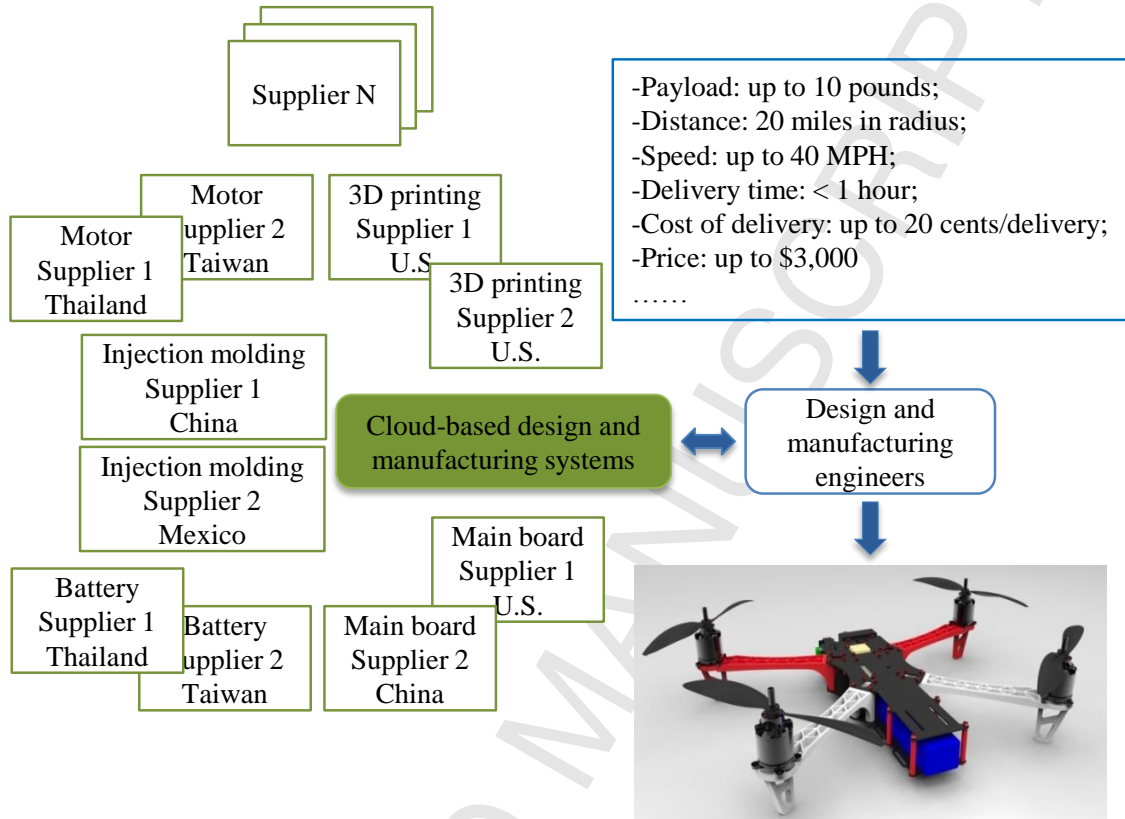 Supplier N
-Payload: up to 10 pounds;
-Distance: 20 miles in radius;
-Speed: up to 40 MPH;
-Delivery time: < 1 hour;
-Cost of delivery: up to 20 cents/delivery;
-Price: up to $3,000
……
Motor
upplier 2
Taiwan
3D printing
Supplier 1
U.S
Motor
Supplier 1
Thailand
3D printing
Supplier 2
U.S.
Injection molding
Supplier 1
China
Cloud-based design and
manufacturing systems
Design and
manufacturing
engineers
Injection molding
Supplier 2
Mexico
Main board
Supplier 1
U.S.
Battery
Supplier 1
Thailand
Battery
upplier 2
Taiwan
Main board
Supplier 2
China
MANUSCRIP